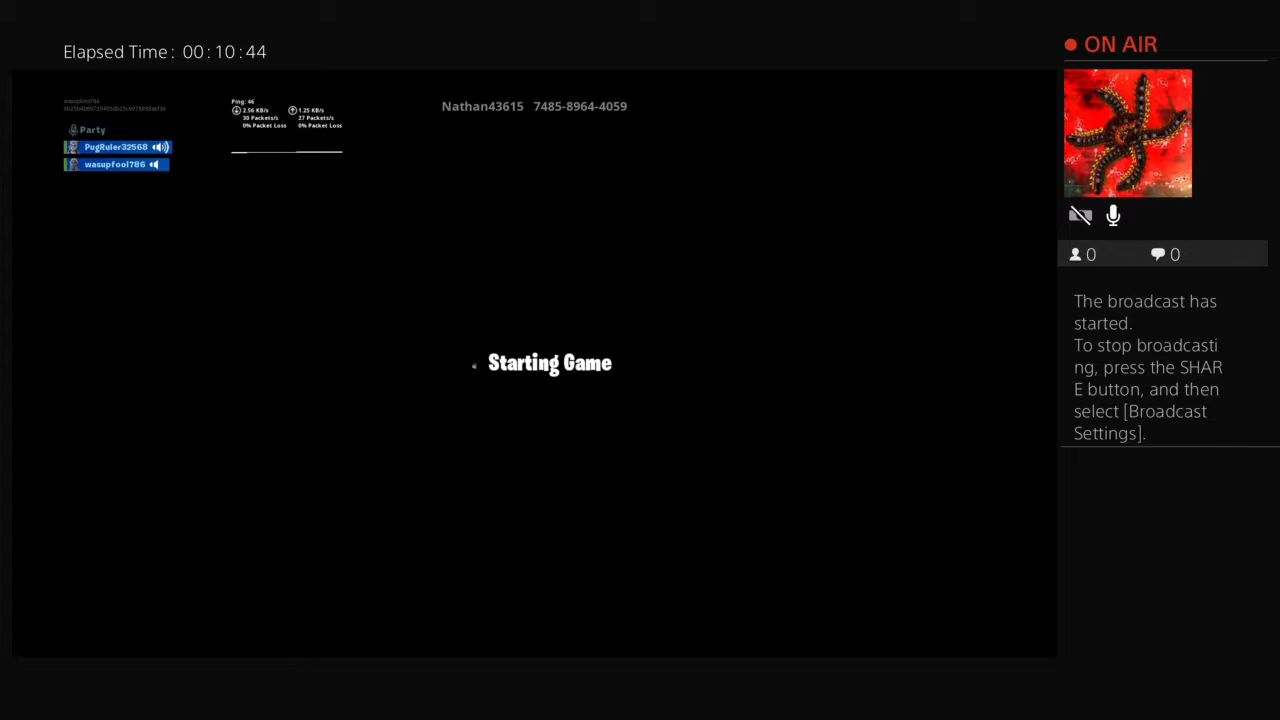 Elapsed Time: 00:10:44
ON AIR
wasupfool786
Ping: 46
2.56 KB/s 1.25 KB/s
30 Packets/s 27 Packets/s
0% Packet Loss 0% Packet Loss
Nathan43615 7485-8964-4059
Party
PugRuler32568
wasupfool786
0 0
The broadcast has
started.
To stop broadcasti
ng, press the SHAR
E button, and then
select [Broadcast
Settings].
Starting Game